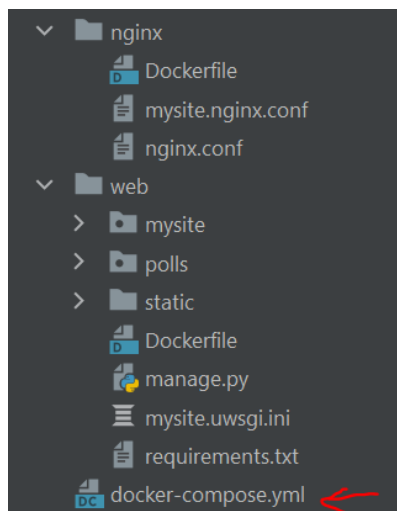 nginx
Dockerfile
mysite.nginx.conf
nginx.conf
web
mysite
polls
static
Dockerfile
manage.py
mysite.uwsgi.ini
requirements.txt
docker-compose.yml